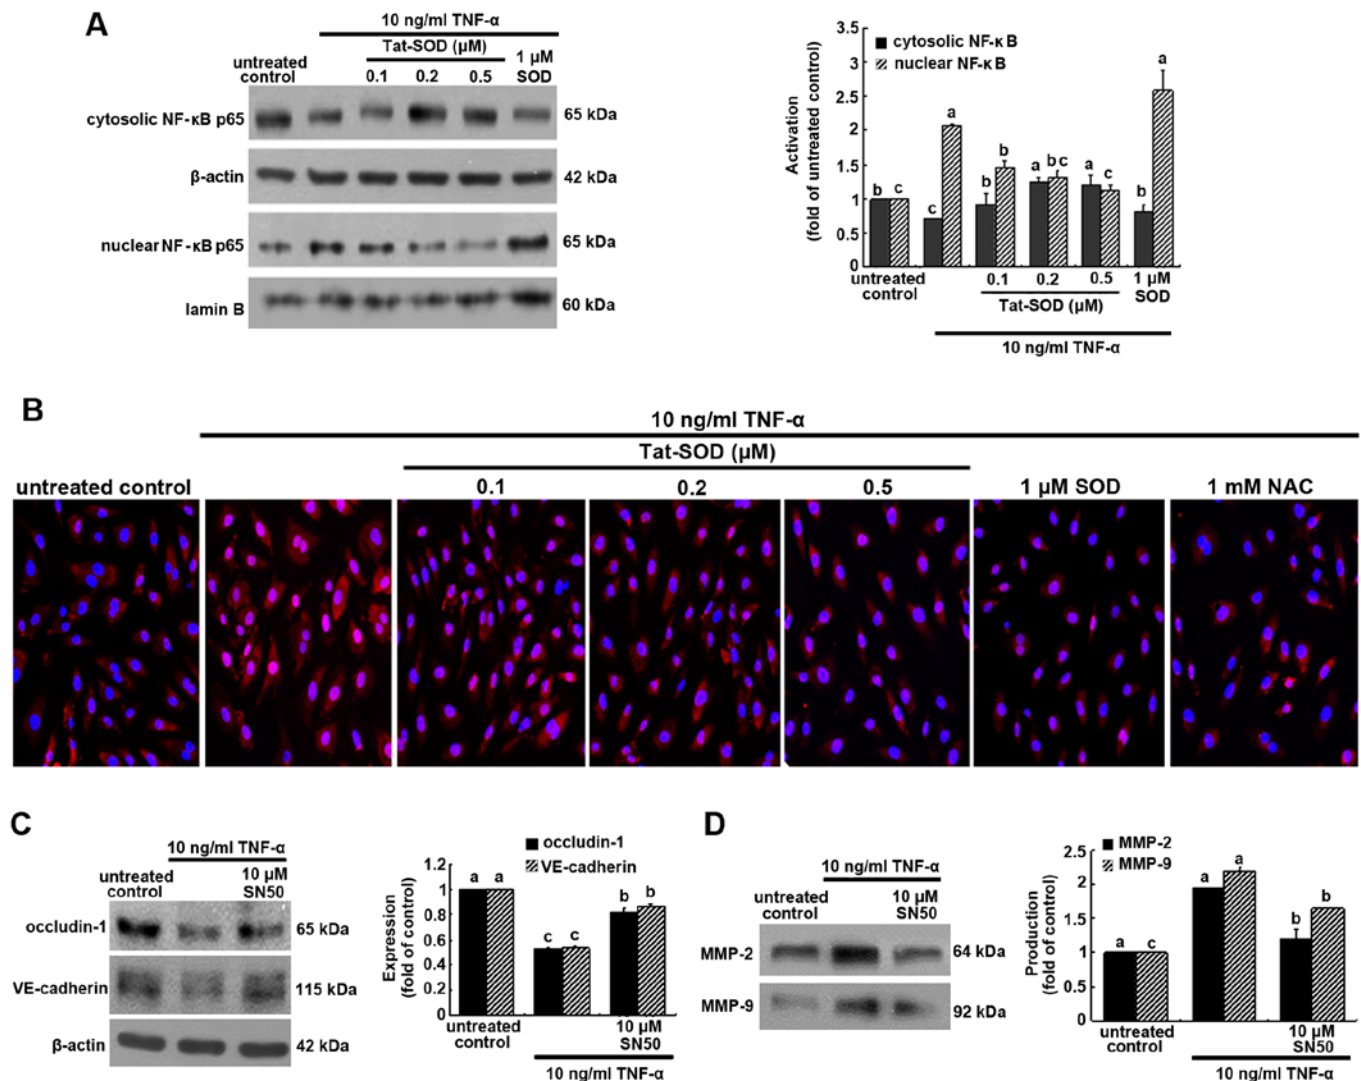 A
10 ng/ml TNF-α
Tat-SOD (μM)
untreated control
0.1 0.2 0.5
1 μM SOD
cytosolic NF-κB p65
65 kDa
β-actin
42 kDa
nuclear NF-κB p65
65 kDa
lamin B
60 kDa
Activation
(fold of untreated control)
3.5
3
2.5
2
1.5
1
0.5
0
cytosolic NF-κB
nuclear NF-κB
b c
c a
b b
a b c
a c
b a
untreated control
0.1 0.2 0.5
1 μM SOD
Tat-SOD (μM)
10 ng/ml TNF-α
B
10 ng/ml TNF-α
Tat-SOD (μM)
untreated control 0.1 0.2 0.5 1 μM SOD 1 mM NAC
C
10 ng/ml TNF-α
untreated control
10 μM SN50
occludin-1
65 kDa
VE-cadherin
115 kDa
β-actin
42 kDa
Expression
(fold of control)
1.2
1
0.8
0.6
0.4
0.2
0
occludin-1
VE-cadherin
a a
c c
b b
untreated control
10 μM SN50
10 ng/ml TNF-α
D
10 ng/ml TNF-α
untreated control
10 μM SN50
MMP-2
64 kDa
MMP-9
92 kDa
Production
(fold of control)
2.5
2
1.5
1
0.5
0
MMP-2
MMP-9
a c
a a
b b
untreated control
10 μM SN50
10 ng/ml TNF-α